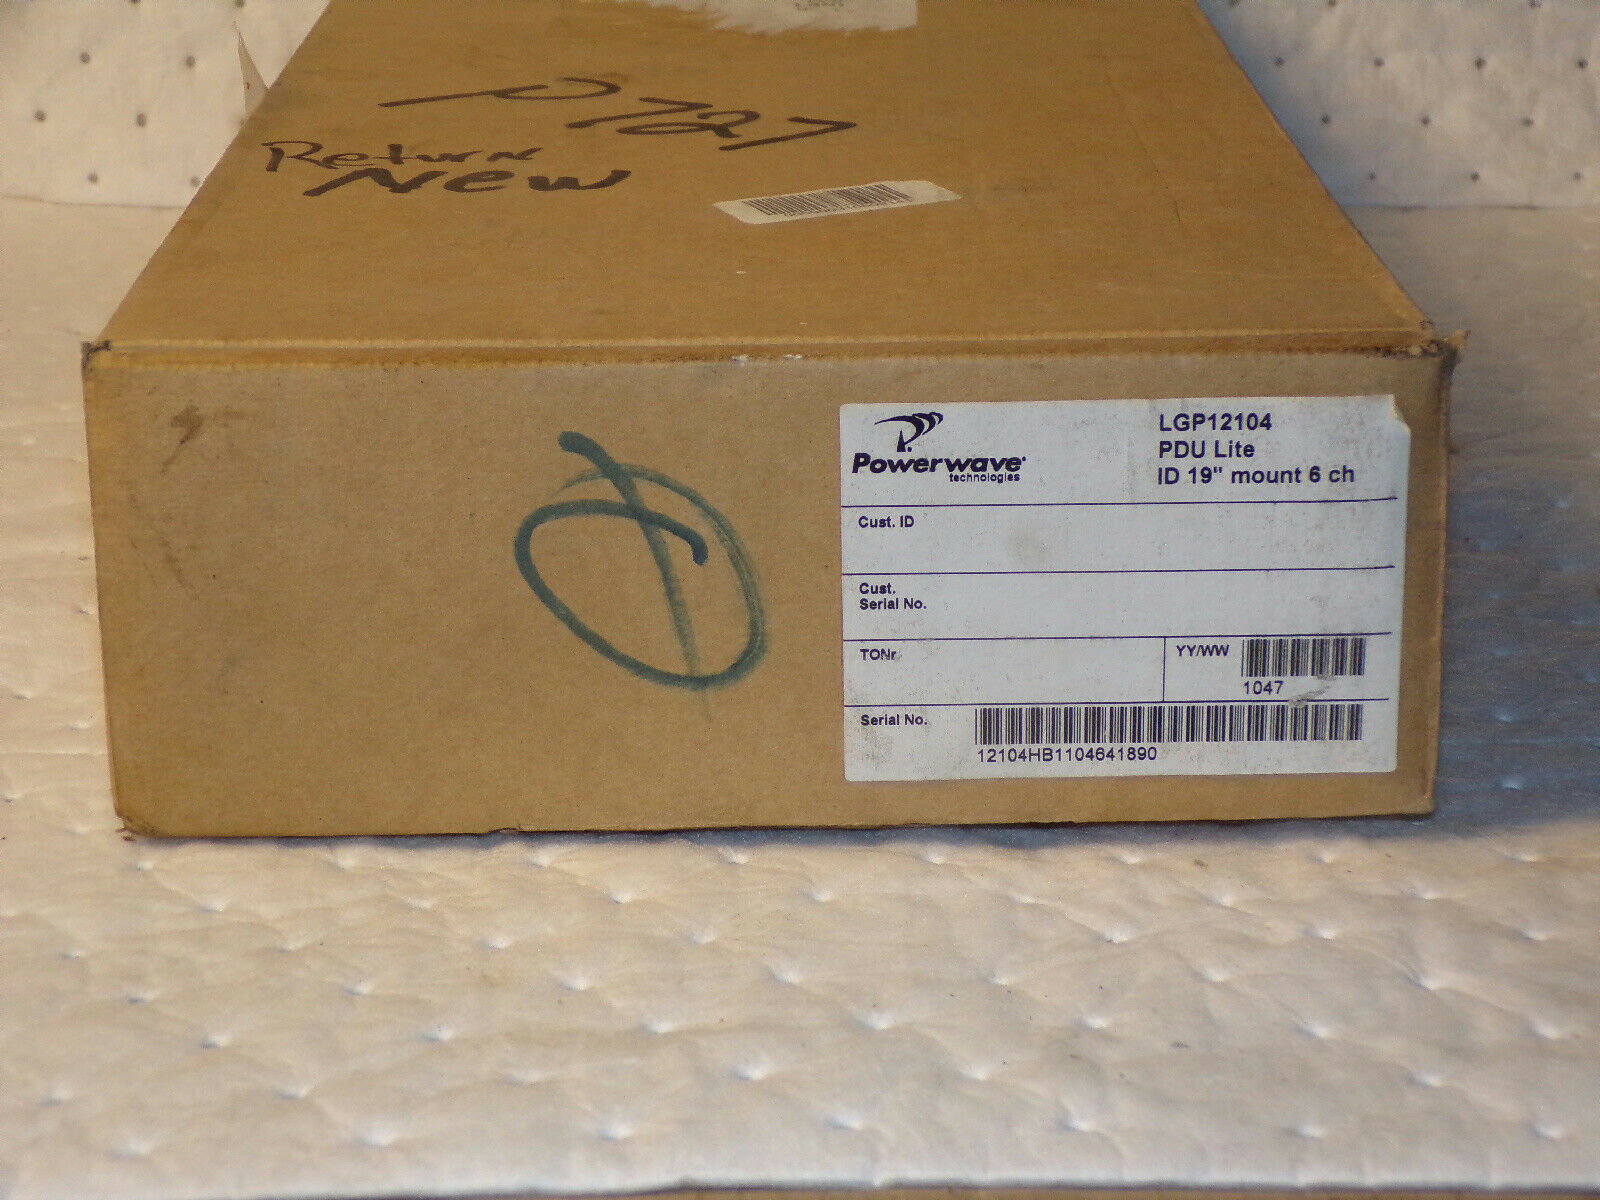 P727
Return
New
Powerwave
technologies
LGP12104
PDU Lite
ID 19" mount 6 ch
Cust. ID
Cust.
Serial No.
TONr
YY/WW
1047
Serial No.
12104HB1104641890